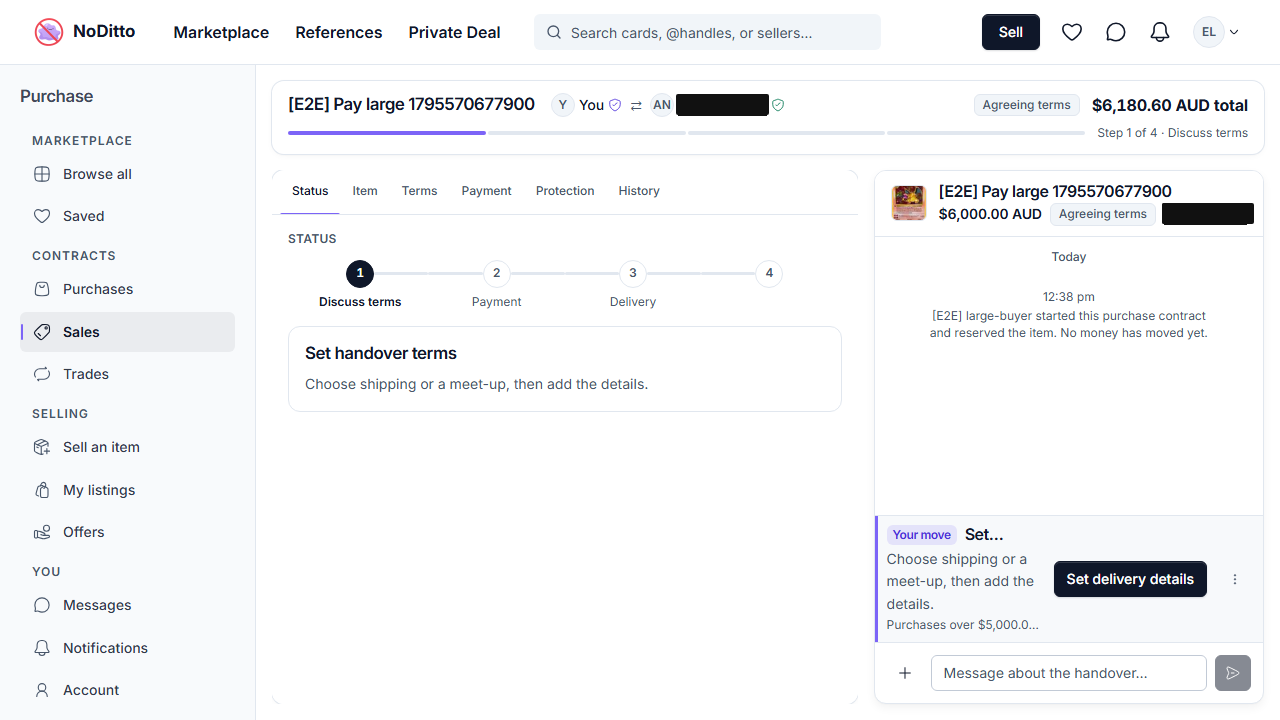 NoDitto
Marketplace
References
Private Deal
Search cards, @handles, or sellers...
Sell
EL
Purchase
MARKETPLACE
Browse all
Saved
CONTRACTS
Purchases
Sales
Trades
SELLING
Sell an item
My listings
Offers
YOU
Messages
Notifications
Account
[E2E] Pay large 1795570677900
Y You
AN
Agreeing terms
$6,180.60 AUD total
Step 1 of 4 · Discuss terms
Status
Item
Terms
Payment
Protection
History
STATUS
1
2
3
4
Discuss terms
Payment
Delivery
Set handover terms
Choose shipping or a meet-up, then add the details.
[E2E] Pay large 1795570677900
$6,000.00 AUD
Agreeing terms
Today
12:38 pm
[E2E] large-buyer started this purchase contract
and reserved the item. No money has moved yet.
Your move
Set...
Choose shipping or a
meet-up, then add the
details.
Purchases over $5,000.0...
Set delivery details
Message about the handover...